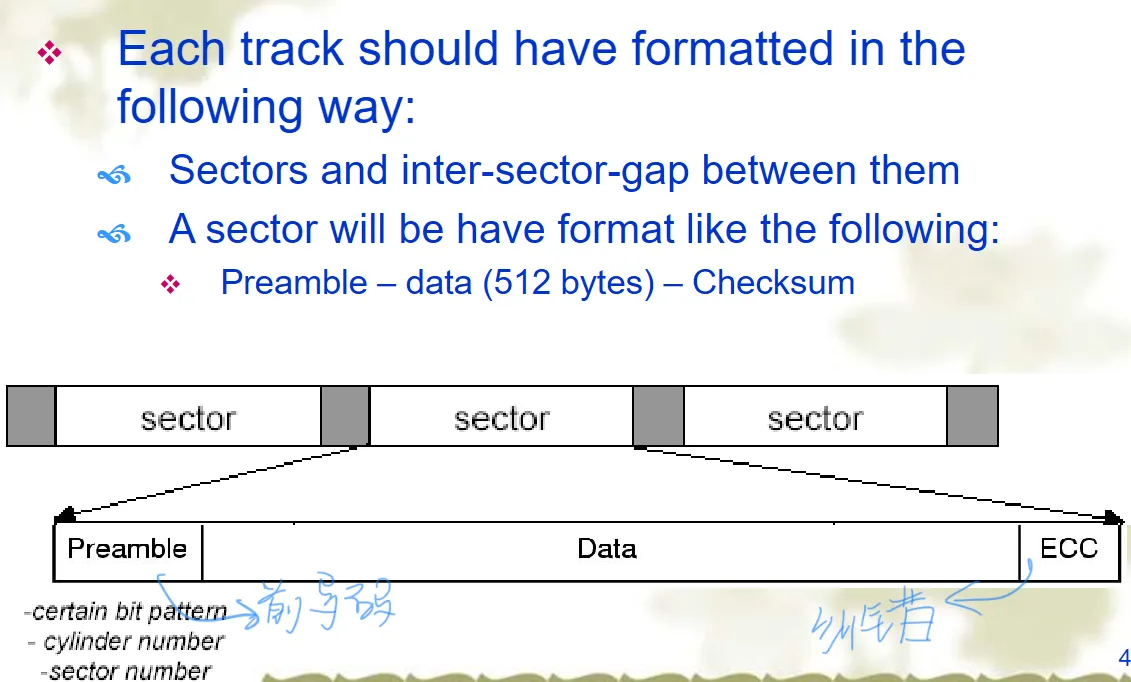 Each track should have formatted in the
following way:
Sectors and inter-sector-gap between them
A sector will be have format like the following:
Preamble – data (512 bytes) – Checksum
sector sector sector
Preamble Data ECC
前导码
纠错
-certain bit pattern
- cylinder number
-sector number
4